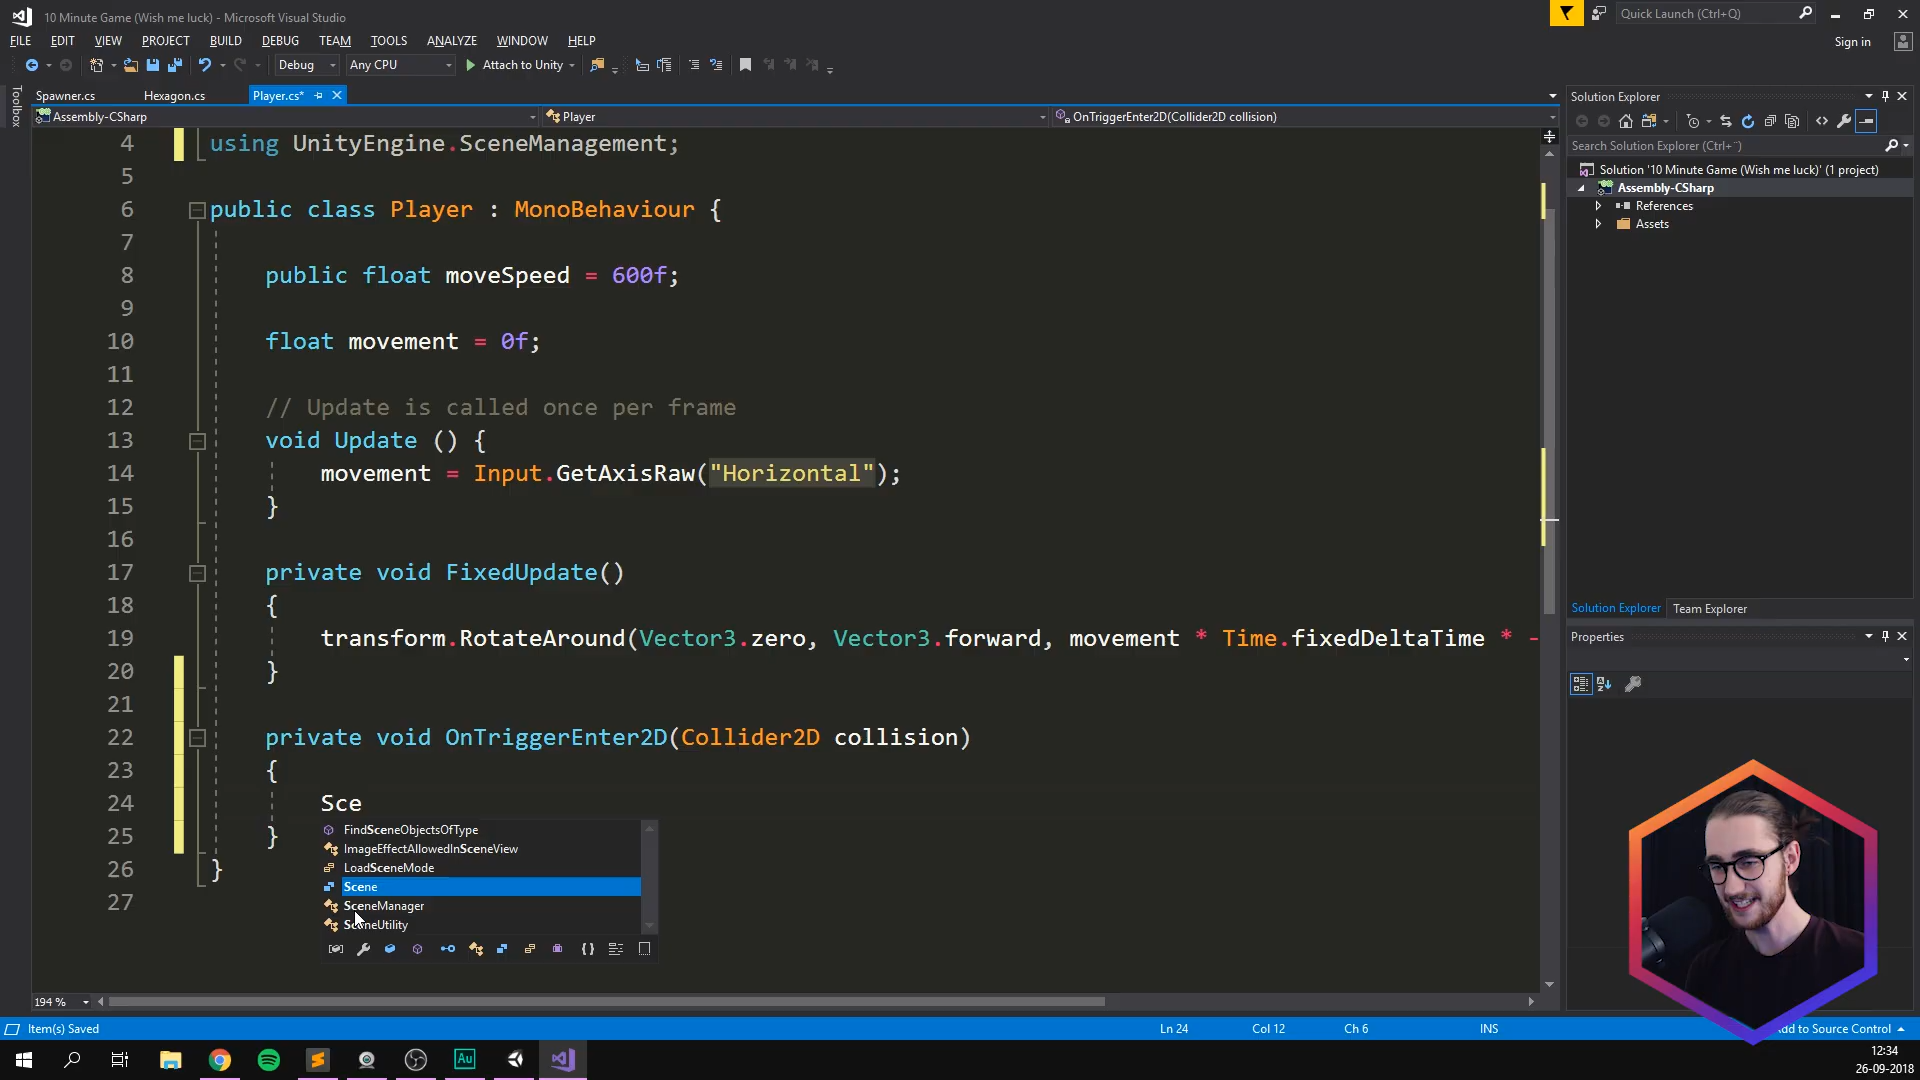 10 Minute Game (Wish me luck) - Microsoft Visual Studio
Quick Launch (Ctrl+Q)
FILE EDIT VIEW PROJECT BUILD DEBUG TEAM TOOLS ANALYZE WINDOW HELP
Sign in
Debug Any CPU Attach to Unity
Toolbox
Spawner.cs Hexagon.cs Player.cs*
Assembly-CSharp Player OnTriggerEnter2D(Collider2D collision)
4 using UnityEngine.SceneManagement;
5
6 public class Player : MonoBehaviour {
7
8 public float moveSpeed = 600f;
9
10 float movement = 0f;
11
12 // Update is called once per frame
13 void Update () {
14 movement = Input.GetAxisRaw("Horizontal");
15 }
16
17 private void FixedUpdate()
18 {
19 transform.RotateAround(Vector3.zero, Vector3.forward, movement * Time.fixedDeltaTime * -
20 }
21
22 private void OnTriggerEnter2D(Collider2D collision)
23 {
24 Sce
25 }
26 }
27
FindSceneObjectsOfType
ImageEffectAllowedInSceneView
LoadSceneMode
Scene
SceneManager
SceneUtility
194 %
Solution Explorer
Search Solution Explorer (Ctrl+¨)
Solution '10 Minute Game (Wish me luck)' (1 project)
Assembly-CSharp
References
Assets
Solution Explorer Team Explorer
Properties
Item(s) Saved
Ln 24 Col 12 Ch 6 INS
dd to Source Control
Au
12:34
26-09-2018